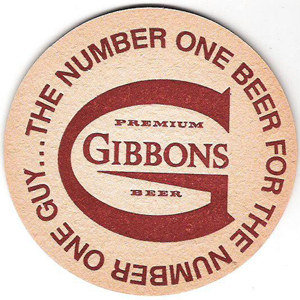 THE NUMBER ONE BEER FOR THE NUMBER ONE GUY...
PREMIUM
GIBBONS
BEER